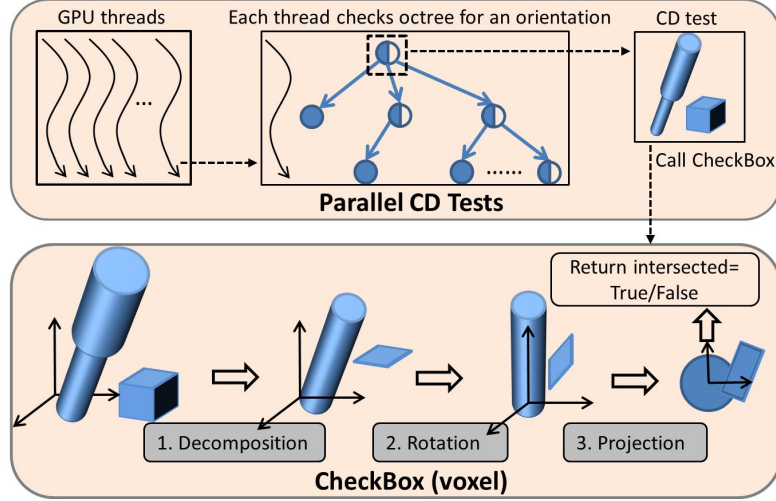 GPU threads
Each thread checks octree for an orientation
CD test
...
......
Call CheckBox
Parallel CD Tests
Return intersected=
True/False
1. Decomposition
2. Rotation
3. Projection
CheckBox (voxel)